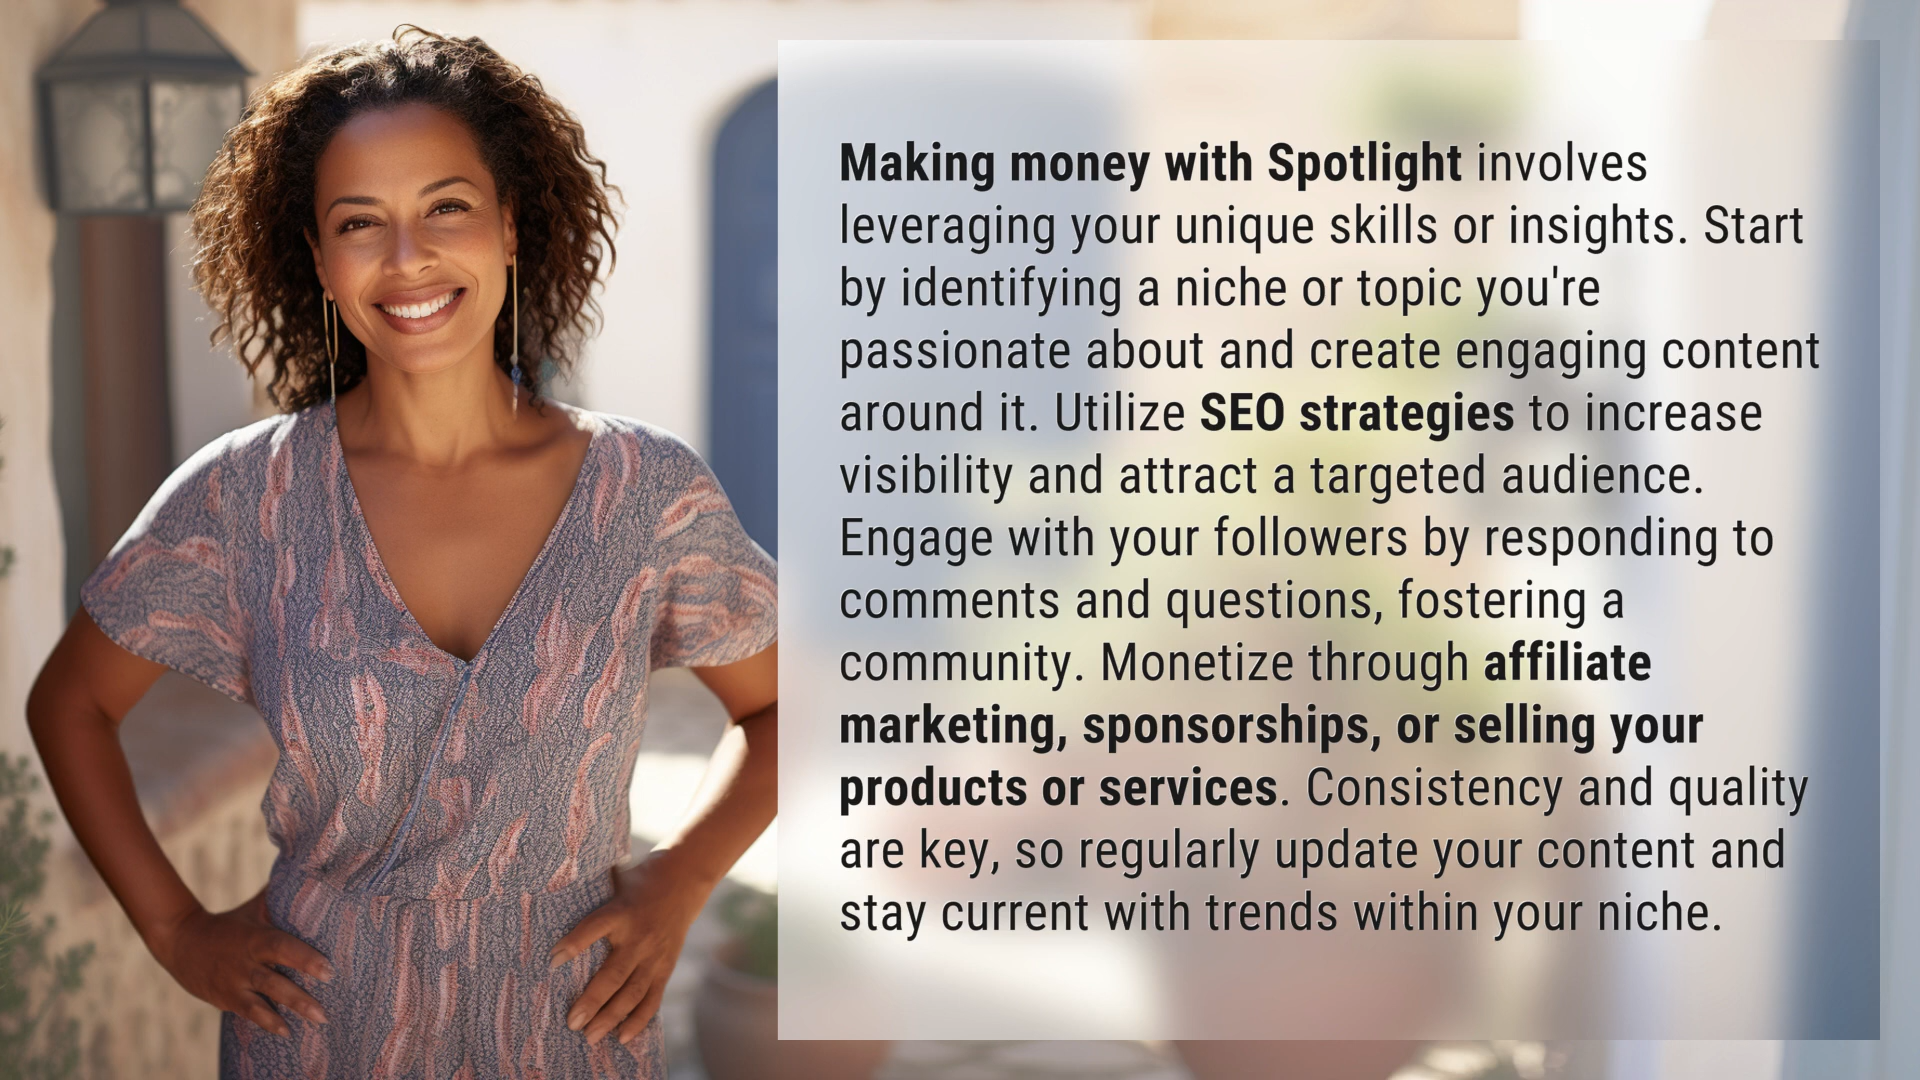 Making money with Spotlight involves
leveraging your unique skills or insights. Start
by identifying a niche or topic you're
passionate about and create engaging content
around it. Utilize SEO strategies to increase
visibility and attract a targeted audience.
Engage with your followers by responding to
comments and questions, fostering a
community. Monetize through affiliate
marketing, sponsorships, or selling your
products or services. Consistency and quality
are key, so regularly update your content and
stay current with trends within your niche.